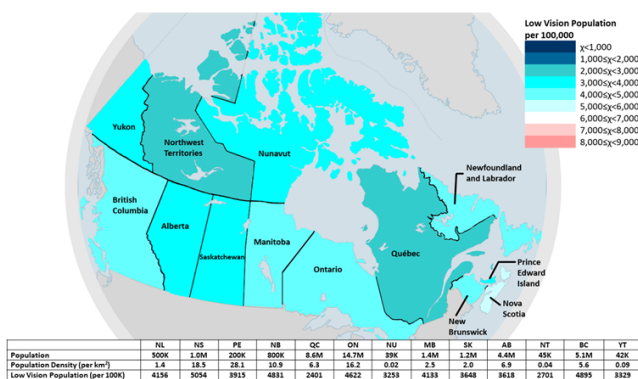 Low Vision Population
per 100,000
χ<1,000
1,000≤χ<2,000
2,000≤χ<3,000
3,000≤χ<4,000
4,000≤χ<5,000
5,000≤χ<6,000
6,000≤χ<7,000
7,000≤χ<8,000
8,000≤χ<9,000
Yukon
Northwest
Territories
Nunavut
Newfoundland
and Labrador
British
Columbia
Alberta
Saskatchewan
Manitoba
Ontario
Québec
Prince
Edward
Island
Nova
Scotia
New
Brunswick
NL NS PE NB QC ON NU MB SK AB NT BC YT
Population 500K 1.0M 200K 800K 8.6M 14.7M 39K 1.4M 1.2M 4.4M 45K 5.1M 42K
Population Density (per km²) 1.4 18.5 28.1 10.9 6.3 16.2 0.02 2.5 2.0 6.9 0.04 5.6 0.09
Low Vision Population (per 100K) 4156 5054 3915 4831 2401 4622 3253 4133 3648 3618 2701 4895 3329